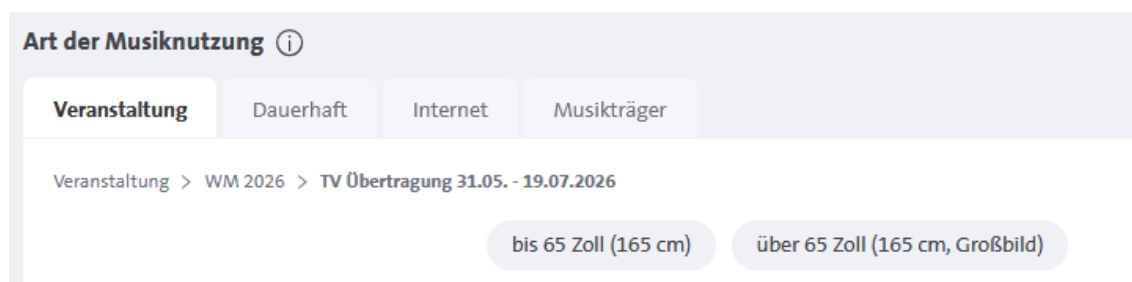 Art der Musiknutzung
Veranstaltung Dauerhaft Internet Musikträger
Veranstaltung > WM 2026 > TV Übertragung 31.05. - 19.07.2026
bis 65 Zoll (165 cm) über 65 Zoll (165 cm, Großbild)